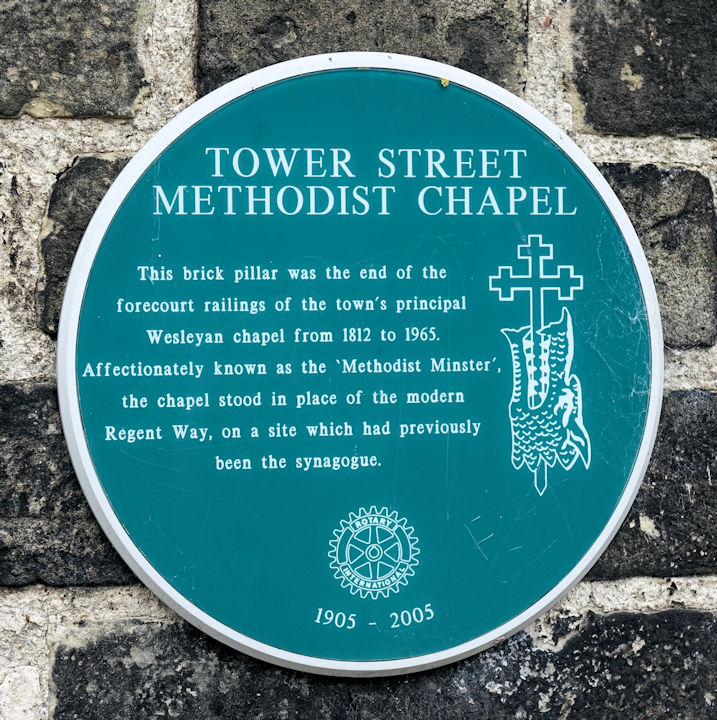 TOWER STREET
METHODIST CHAPEL
This brick pillar was the end of the
forecourt railings of the town's principal
Wesleyan chapel from 1812 to 1965.
Affectionately known as the 'Methodist Minster',
the chapel stood in place of the modern
Regent Way, on a site which had previously
been the synagogue.
ROTARY
INTERNATIONAL
1905 - 2005